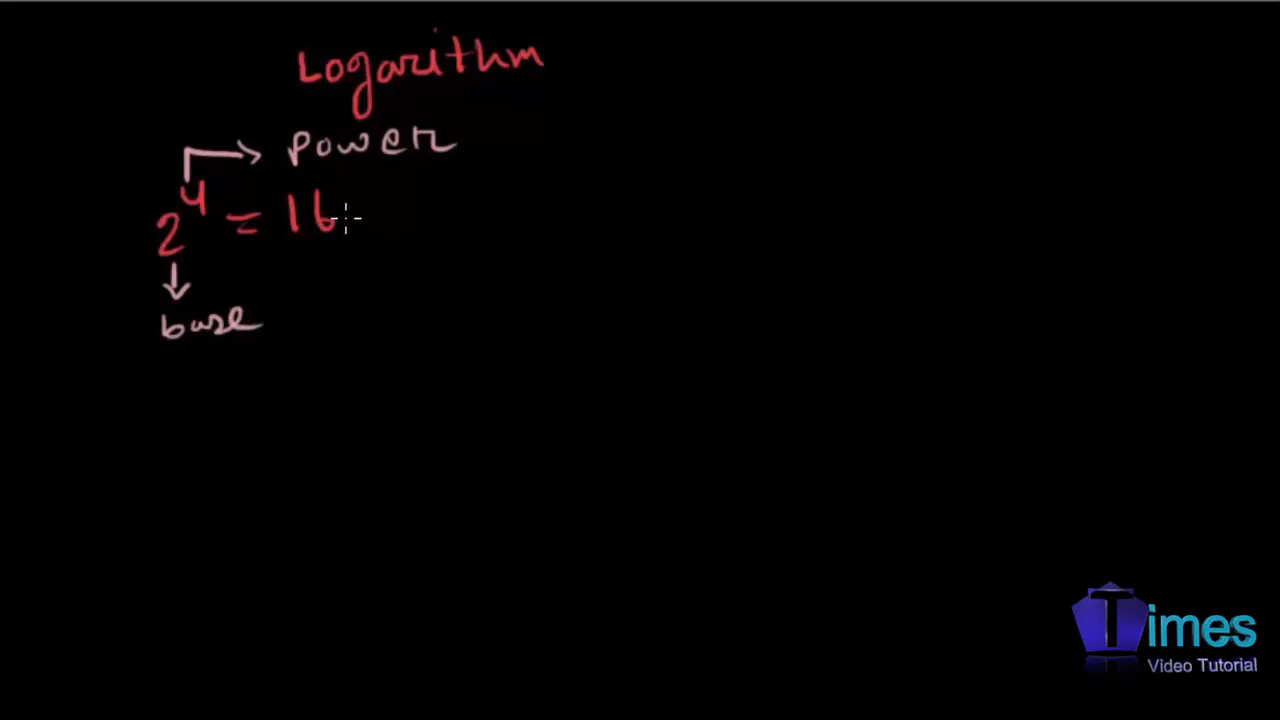 Logarithm
Power
2⁴ = 16
base
Times
Video Tutorial